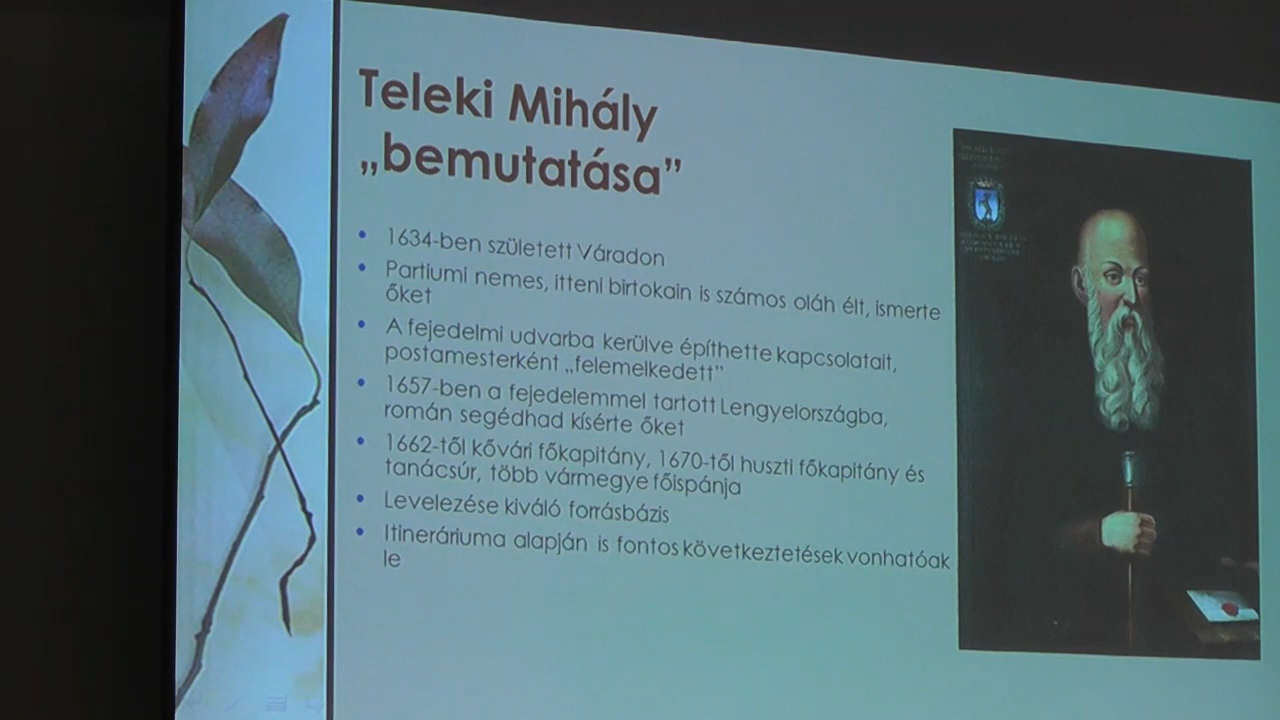 Teleki Mihály
„bemutatása”
• 1634-ben született Váradon
• Partiumi nemes, itteni birtokain is számos oláh élt, ismerte
őket
• A fejedelmi udvarba kerülve építhette kapcsolatait,
postamesterként „felemelkedett”
• 1657-ben a fejedelemmel tartott Lengyelországba,
román segédhad kísérte őket
• 1662-től kővári főkapitány, 1670-től huszti főkapitány és
tanácsúr, több vármegye főispánja
• Levelezése kiváló forrásbázis
• Itineráriuma alapján is fontos következtetések vonhatóak
le